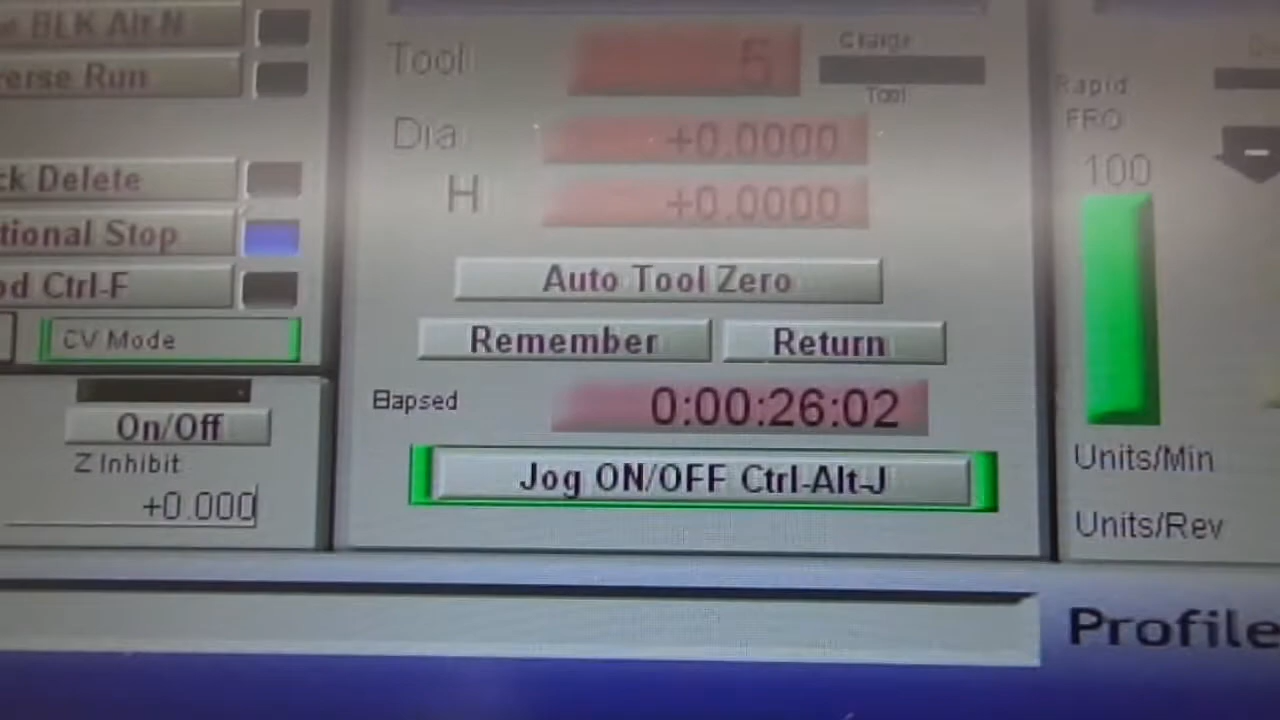 BLK Alt-N
erse Run
ck Delete
tional Stop
od Ctrl-F
CV Mode
On/Off
Z Inhibit
+0.000
Tool
5
Change
Tool
Dia
+0.0000
H
+0.0000
Auto Tool Zero
Remember
Return
Elapsed
0:00:26:02
Jog ON/OFF Ctrl-Alt-J
Rapid
FRO
100
Units/Min
Units/Rev
Profile